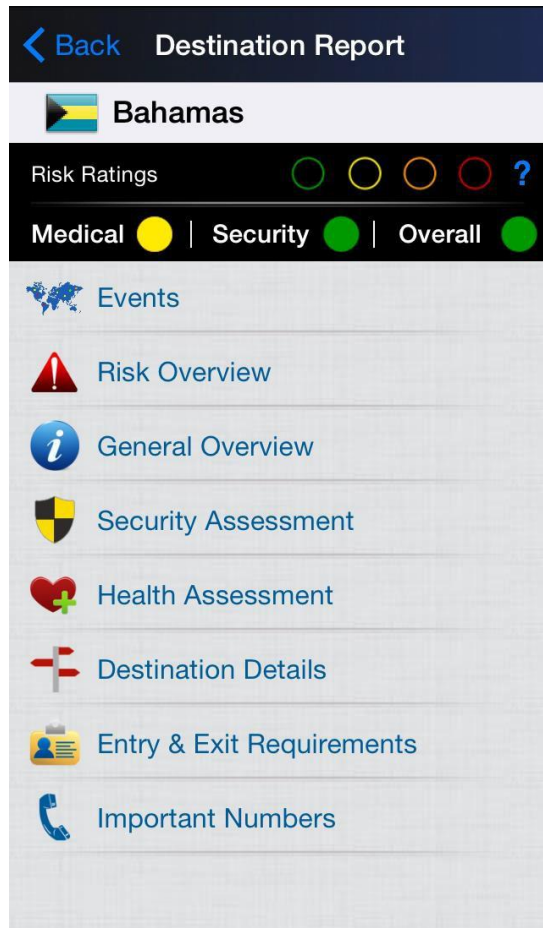 Back Destination Report
Bahamas
Risk Ratings ?
Medical | Security | Overall
Events
Risk Overview
i General Overview
Security Assessment
Health Assessment
Destination Details
Entry & Exit Requirements
Important Numbers